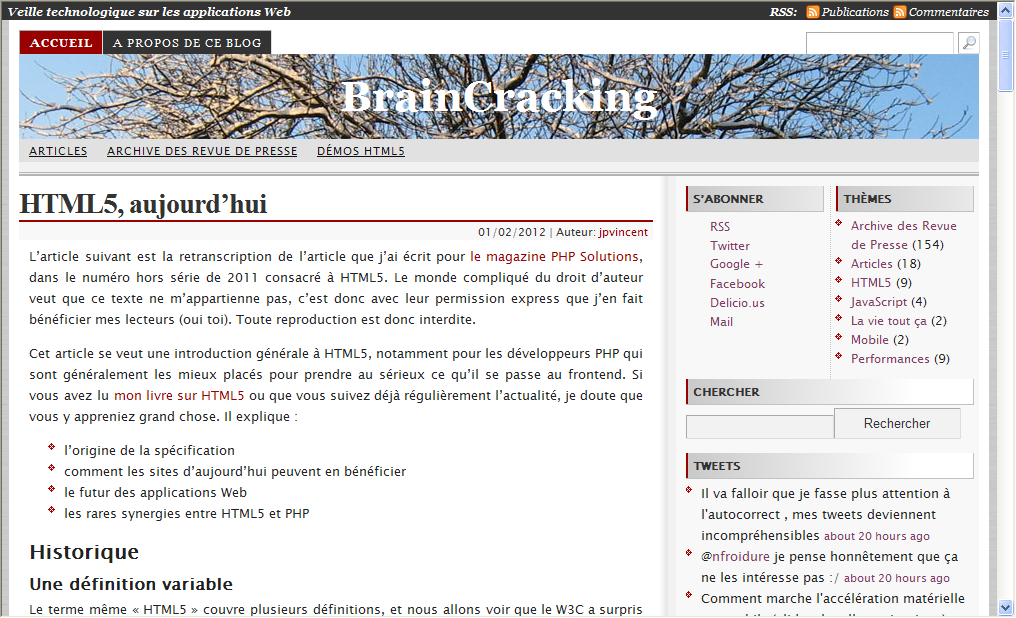 Veille technologique sur les applications Web
RSS: Publications Commentaires
ACCUEIL A PROPOS DE CE BLOG
BrainCracking
ARTICLES ARCHIVE DES REVUE DE PRESSE DÉMOS HTML5
HTML5, aujourd’hui
01/02/2012 | Auteur: jpvincent
L’article suivant est la retranscription de l’article que j’ai écrit pour le magazine PHP Solutions,
dans le numéro hors série de 2011 consacré à HTML5. Le monde compliqué du droit d’auteur
veut que ce texte ne m’appartienne pas, c’est donc avec leur permission express que j’en fait
bénéficier mes lecteurs (oui toi). Toute reproduction est donc interdite.
Cet article se veut une introduction générale à HTML5, notamment pour les développeurs PHP qui
sont généralement les mieux placés pour prendre au sérieux ce qu’il se passe au frontend. Si
vous avez lu mon livre sur HTML5 ou que vous suivez déjà régulièrement l’actualité, je doute que
vous y appreniez grand chose. Il explique :
l’origine de la spécification
comment les sites d’aujourd’hui peuvent en bénéficier
le futur des applications Web
les rares synergies entre HTML5 et PHP
Historique
Une définition variable
Le terme même « HTML5 » couvre plusieurs définitions, et nous allons voir que le W3C a surpris
S’ABONNER
RSS
Twitter
Google +
Facebook
Delicio.us
Mail
THÈMES
Archive des Revue
de Presse (154)
Articles (18)
HTML5 (9)
JavaScript (4)
La vie tout ça (2)
Mobile (2)
Performances (9)
CHERCHER
Rechercher
TWEETS
Il va falloir que je fasse plus attention à
l'autocorrect , mes tweets deviennent
incompréhensibles about 20 hours ago
@nfroidure je pense honnêtement que ça
ne les intéresse pas :/ about 20 hours ago
Comment marche l'accélération matérielle